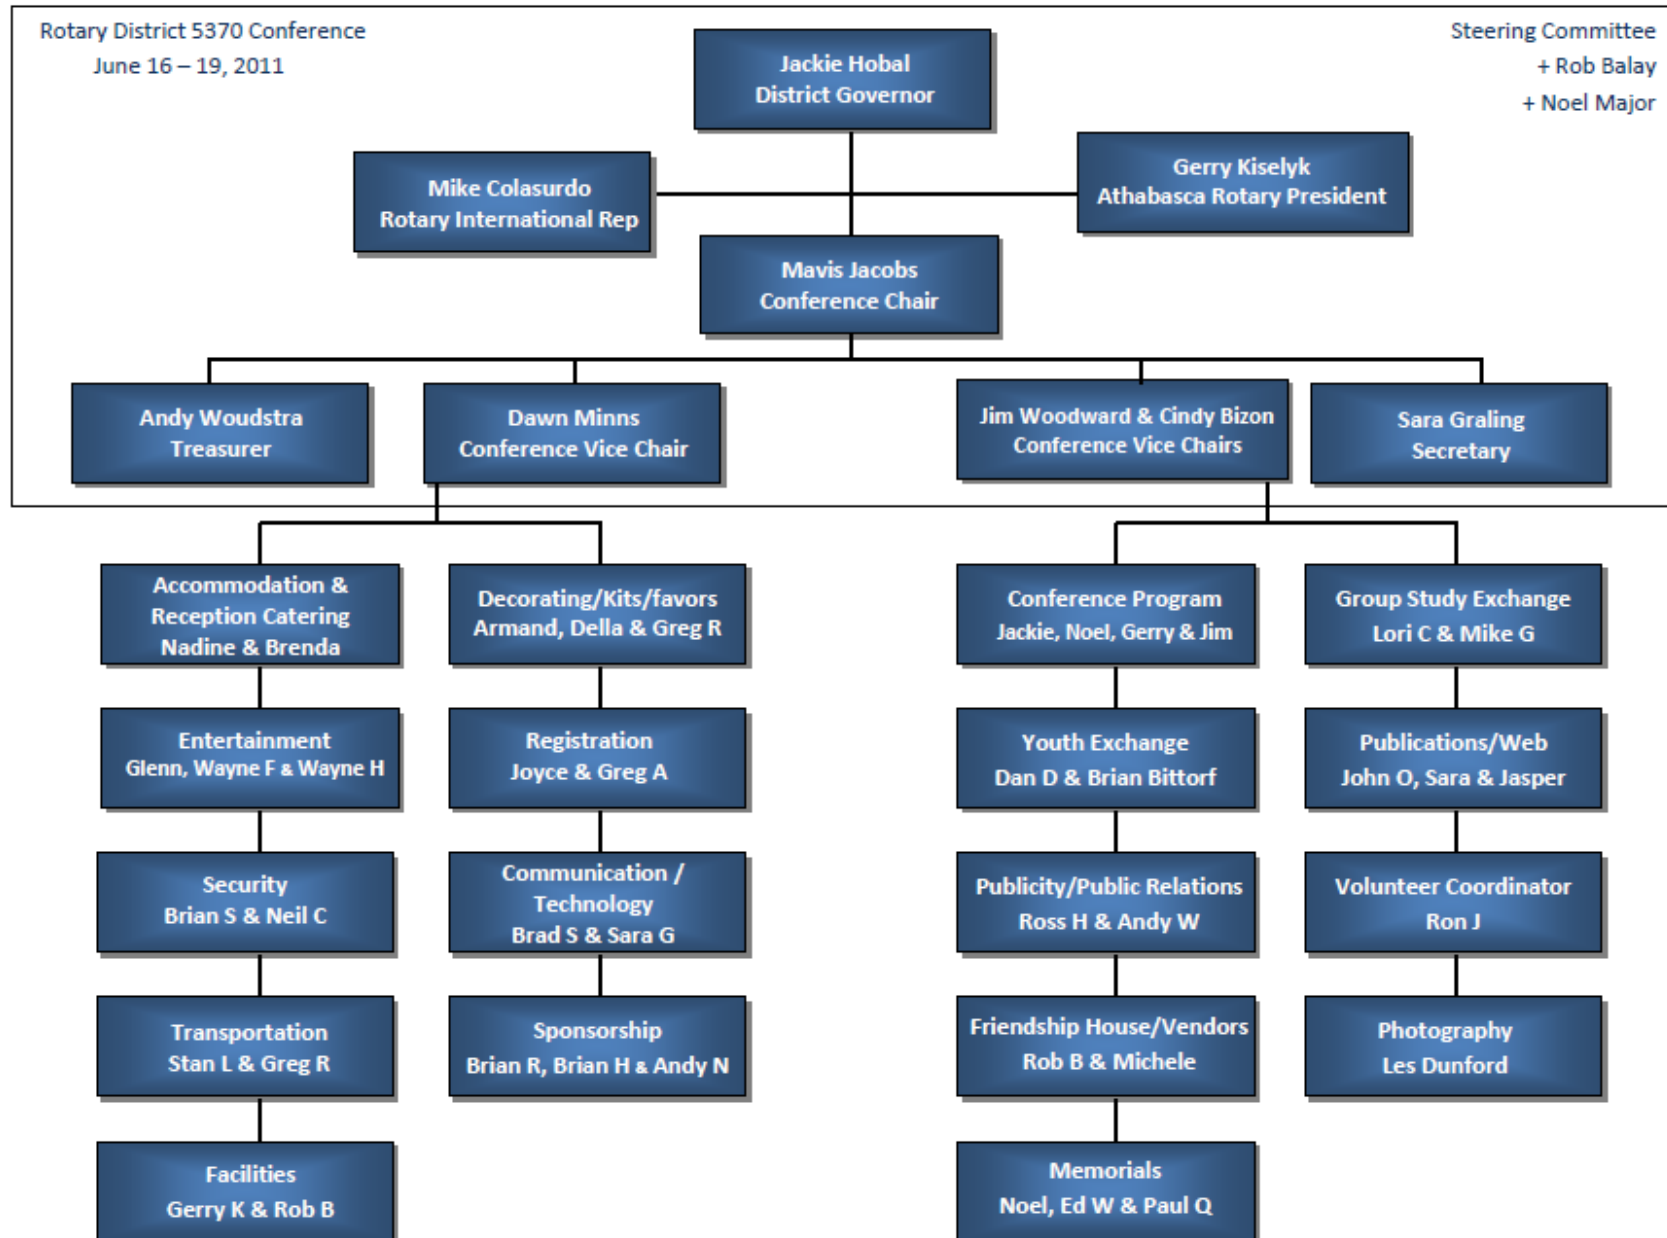 Rotary District 5370 Conference
June 16 – 19, 2011
Steering Committee
+ Rob Balay
+ Noel Major
Jackie Hobal
District Governor
Mike Colasurdo
Rotary International Rep
Gerry Kiselyk
Athabasca Rotary President
Mavis Jacobs
Conference Chair
Andy Woudstra
Treasurer
Dawn Minns
Conference Vice Chair
Jim Woodward & Cindy Bizon
Conference Vice Chairs
Sara Graling
Secretary
Accommodation &
Reception Catering
Nadine & Brenda
Decorating/Kits/favors
Armand, Della & Greg R
Conference Program
Jackie, Noel, Gerry & Jim
Group Study Exchange
Lori C & Mike G
Entertainment
Glenn, Wayne F & Wayne H
Registration
Joyce & Greg A
Youth Exchange
Dan D & Brian Bittorf
Publications/Web
John O, Sara & Jasper
Security
Brian S & Neil C
Communication /
Technology
Brad S & Sara G
Publicity/Public Relations
Ross H & Andy W
Volunteer Coordinator
Ron J
Transportation
Stan L & Greg R
Sponsorship
Brian R, Brian H & Andy N
Friendship House/Vendors
Rob B & Michele
Photography
Les Dunford
Facilities
Gerry K & Rob B
Memorials
Noel, Ed W & Paul Q